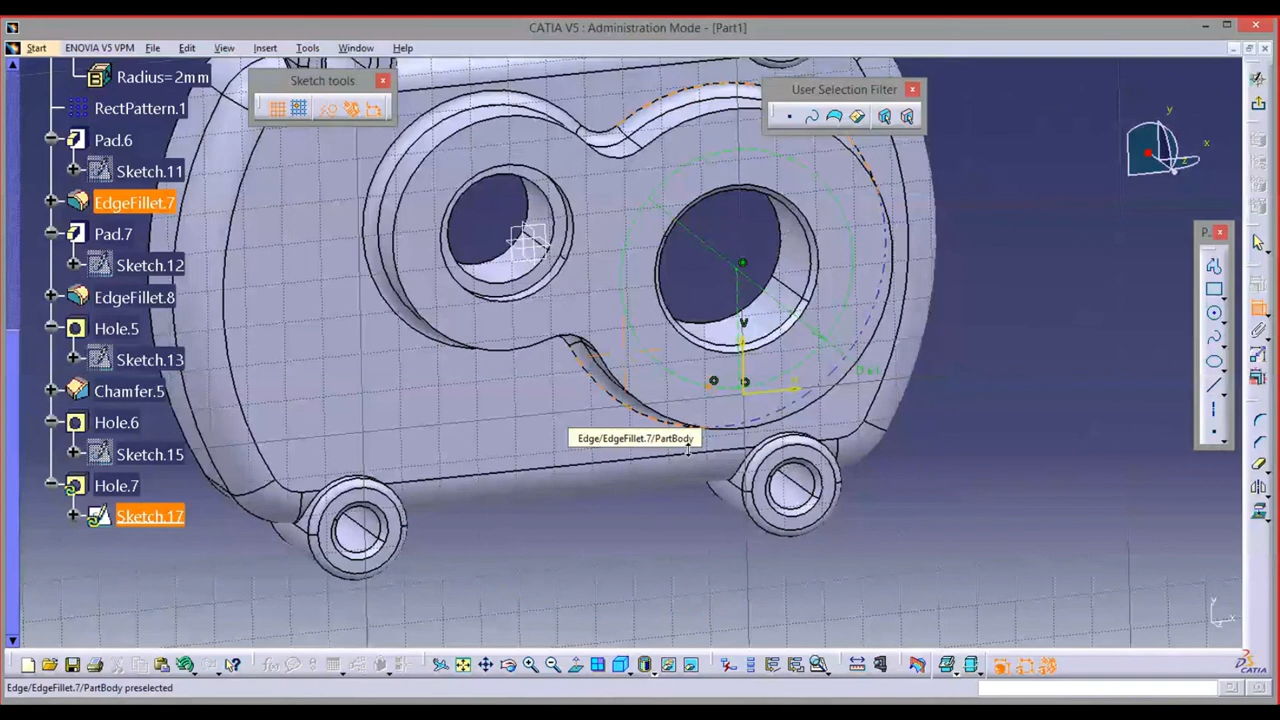 CATIA V5 : Administration Mode - [Part1]
Start ENOVIA V5 VPM File Edit View Insert Tools Window Help
Radius=2mm
Sketch tools
User Selection Filter
RectPattern.1
Pad.6
Sketch.11
EdgeFillet.7
Pad.7
Sketch.12
EdgeFillet.8
Hole.5
Sketch.13
Chamfer.5
Hole.6
Sketch.15
Hole.7
Sketch.17
P...
y
x
z
V
Edge/EdgeFillet.7/PartBody
CATIA
Edge/EdgeFillet.7/PartBody preselected